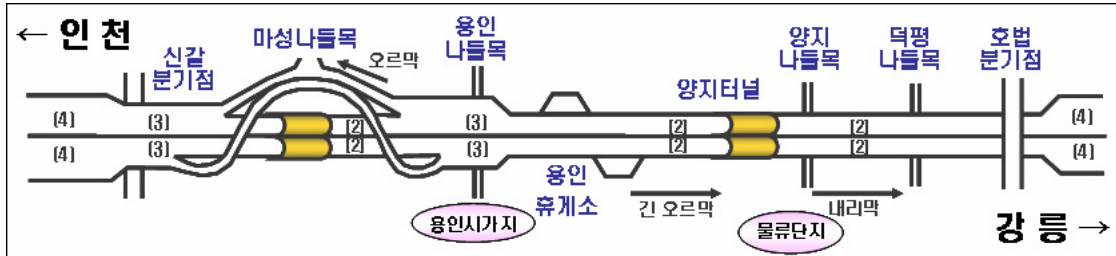 ← 인 천
신갈
분기점
마성나들목
오르막
용인
나들목
양지터널
양지
나들목
덕평
나들목
호법
분기점
(4)
(3)
[2]
(3)
[2]
[2]
(4)
(4)
(3)
[2]
(3)
[2]
[2]
(4)
용인
휴게소
긴 오르막
내리막
용인시가지
물류단지
강 릉 →